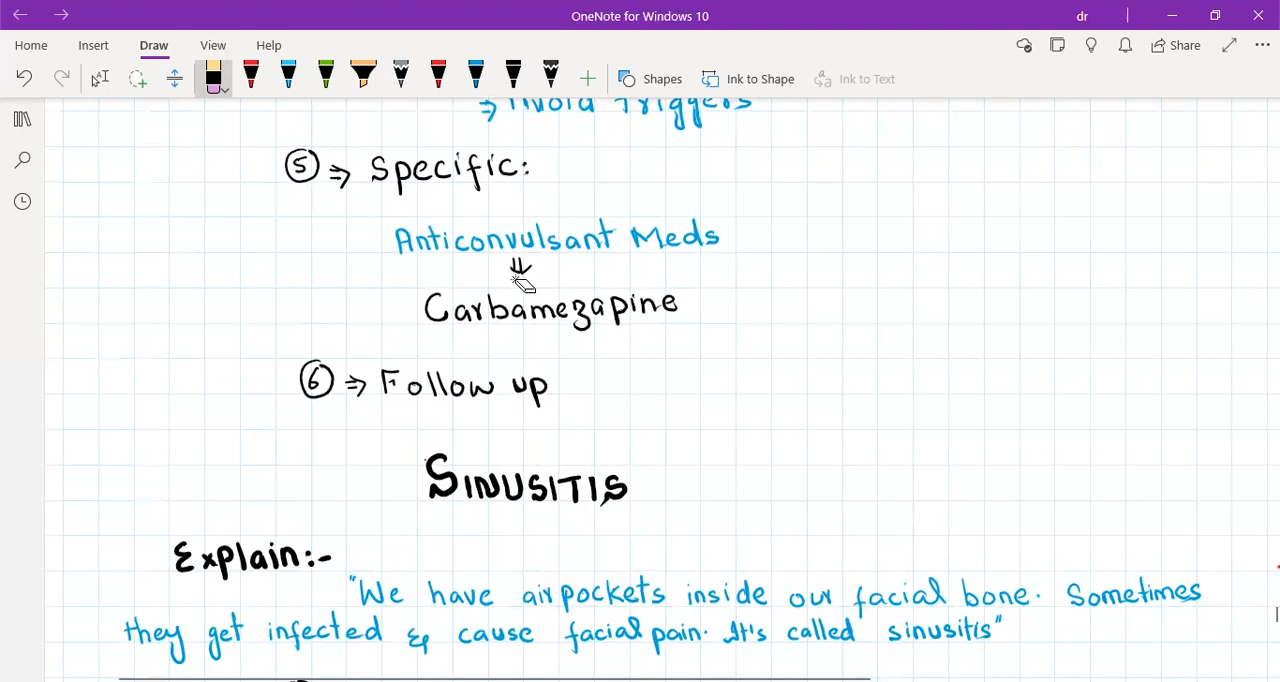 OneNote for Windows 10
dr
Home Insert Draw View Help
Share
Shapes
Ink to Shape
Ink to Text
⇒ Avoid Triggers
⑤ ⇒ Specific:
Anticonvulsant Meds
⇓
Carbamezapine
⑥ ⇒ Follow up
SINUSITIS
Explain:-
"We have air pockets inside our facial bone. Sometimes
they get infected & cause facial pain. It's called sinusitis"